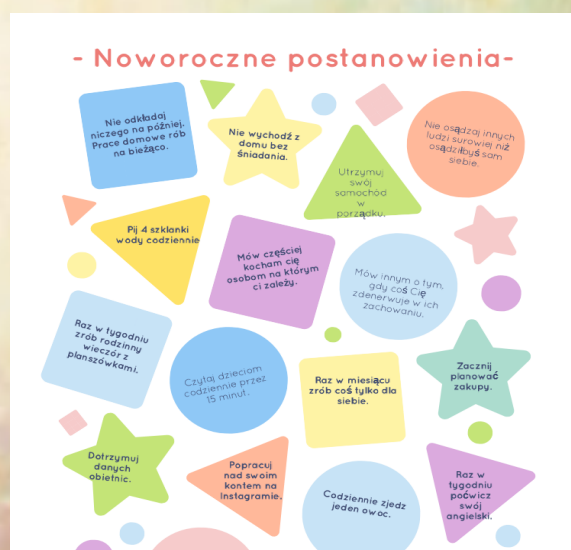 - Noworoczne postanowienia-
Nie odkładaj
niczego na później.
Prace domowe rób
na bieżąco.
Nie wychodź z
domu bez
śniadania.
Utrzymuj
swój
samochód
w
porządku.
Nie osądzaj innych
ludzi surowiej niż
osądziłbyś sam
siebie.
Pij 4 szklanki
wody codziennie
Mów częściej
kocham cię
osobom na którym
ci zależy.
Mów innym o tym,
gdy coś Cię
zdenerwuje w ich
zachowaniu.
Raz w tygodniu
zrób rodzinny
wieczór z
planszówkami.
Czytaj dzieciom
codziennie przez
15 minut.
Raz w miesiącu
zrób coś tylko dla
siebie.
Zacznij
planować
zakupy.
Dotrzymuj
danych
obietnic.
Popracuj
nad swoim
kontem na
Instagramie.
Codziennie zjedz
jeden owoc.
Raz w
tygodniu
poćwicz
swój
angielski.